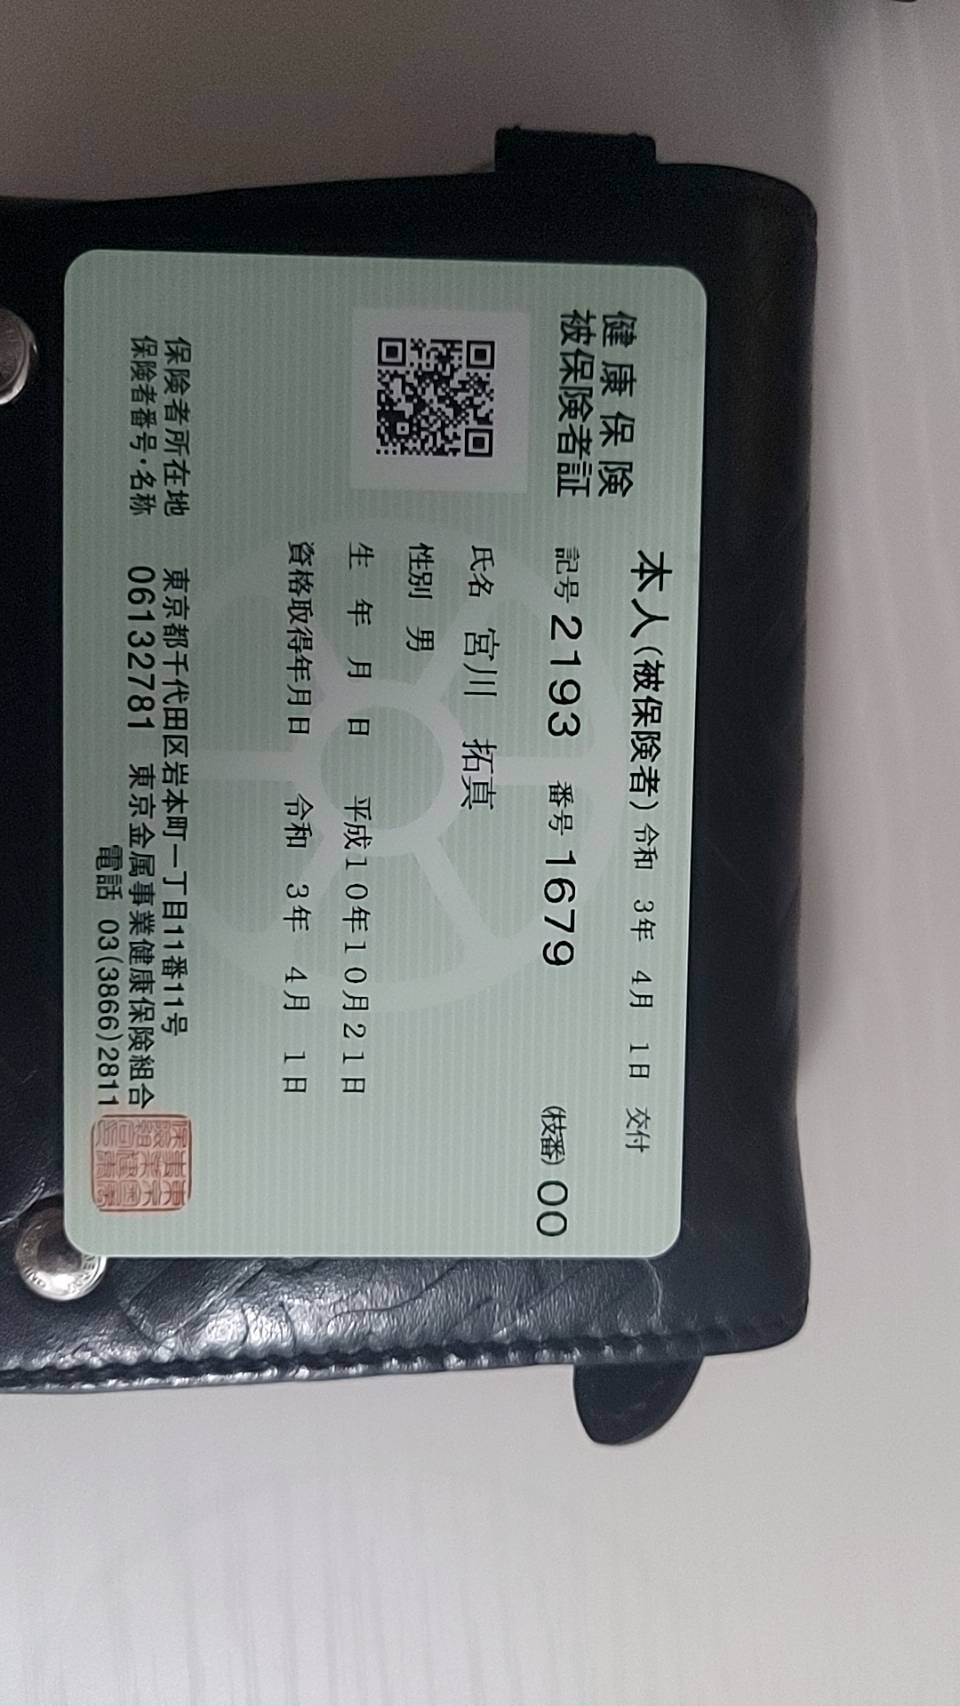 健康保険
被保険者証
本人(被保険者) 令和 3年 4月 1日 交付
記号 2193 番号 1679 (枝番) 00
氏名 宮川 拓真
性別 男
生年月日 平成10年10月21日
資格取得年月日 令和 3年 4月 1日
保険者所在地 東京都千代田区岩本町一丁目11番11号
保険者番号・名称 06132781 東京金属事業健康保険組合
電話 03(3866)2811